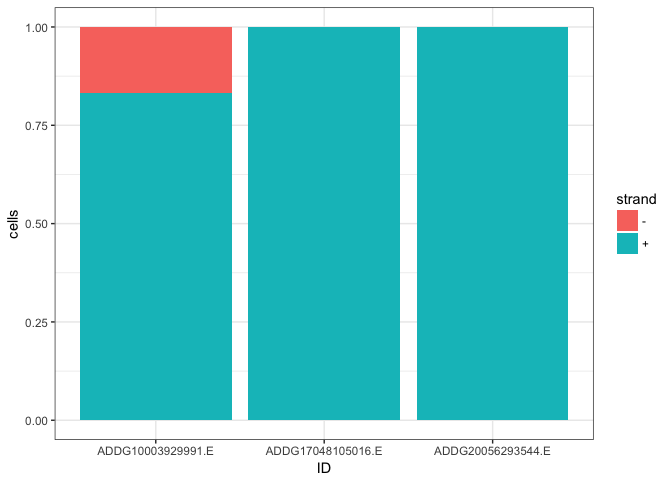 1.00
0.75
0.50
0.25
0.00
cells
ADDG10003929991.E
ADDG17048105016.E
ADDG20056293544.E
ID
strand
-
+